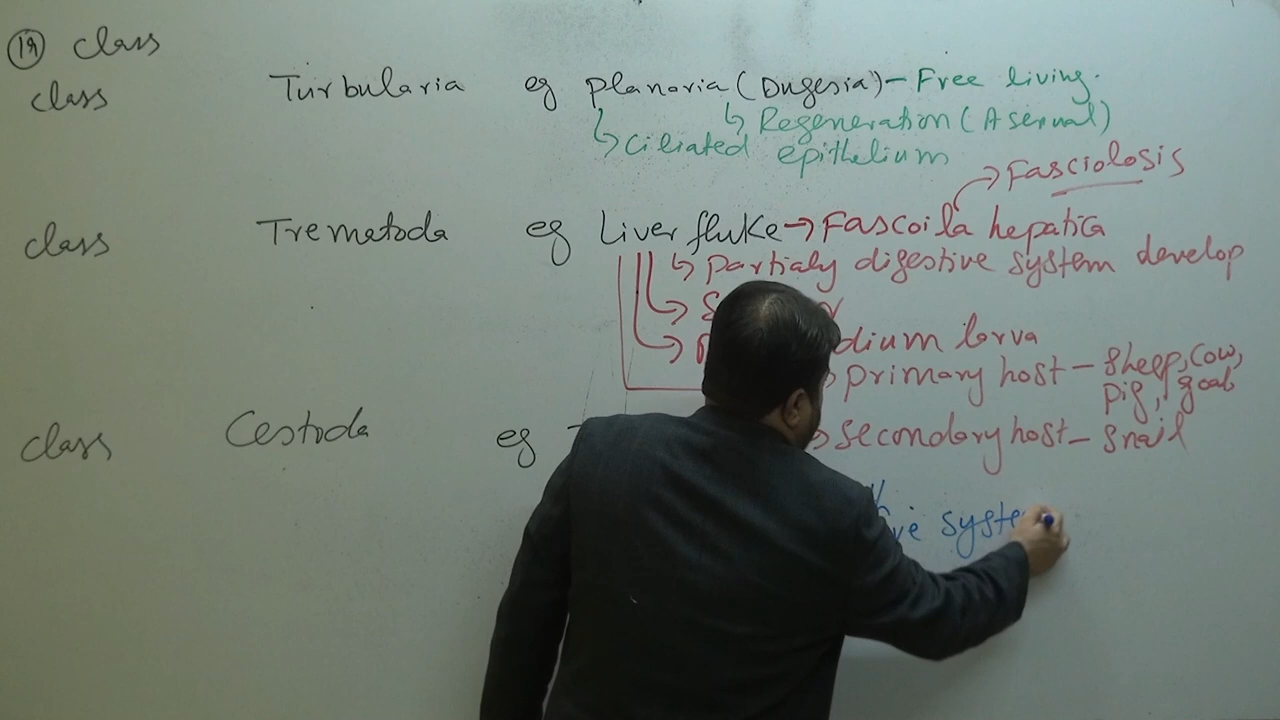 19 class
class Turbularia eg planaria (Dugesia) – Free living.
↳ Regeneration (Asexual)
↳ Ciliated epithelium
→ Fasciolosis
class Trematoda eg Liver fluke → Fascoila hepatica
↳ partialy digestive system develop
dium larva
primary host – sheep, Cow,
pig, goat
class Cestoda eg
secondary host – snail
system